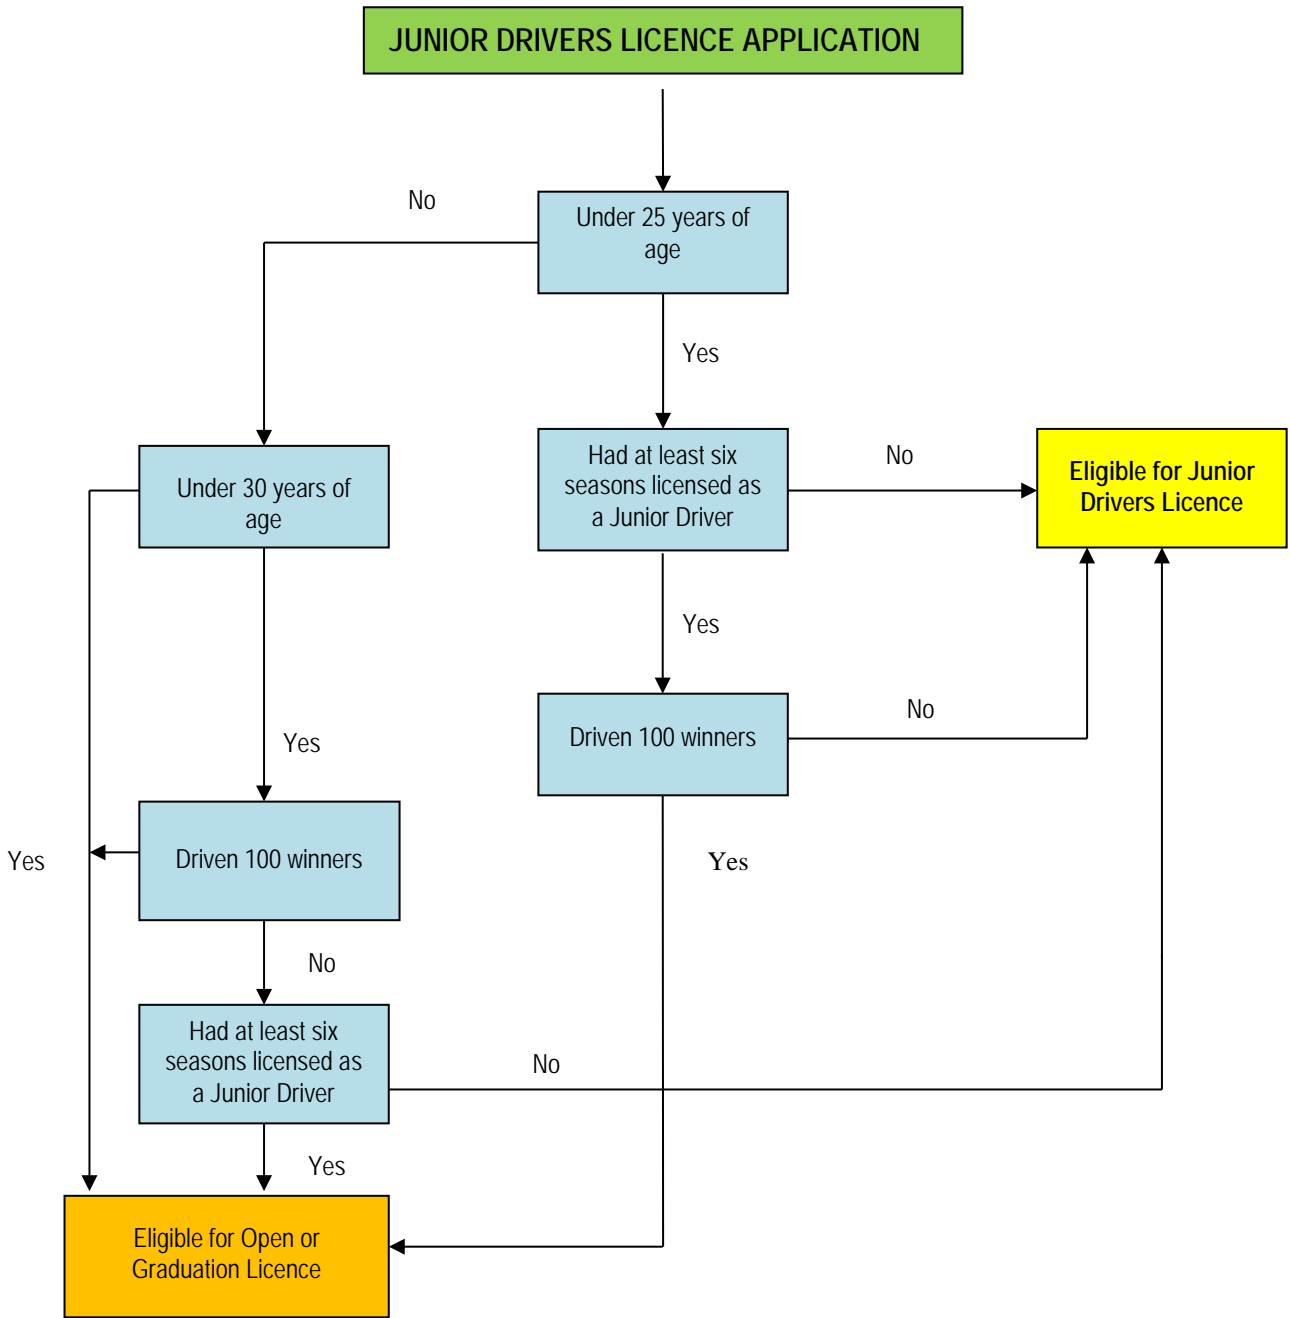 JUNIOR DRIVERS LICENCE APPLICATION
No
Under 25 years of
age
Yes
Had at least six
seasons licensed as
a Junior Driver
No
Eligible for Junior
Drivers Licence
Under 30 years of
age
Yes
Driven 100 winners
No
Yes
Driven 100 winners
Yes
Yes
No
Had at least six
seasons licensed as
a Junior Driver
No
Yes
Eligible for Open or
Graduation Licence